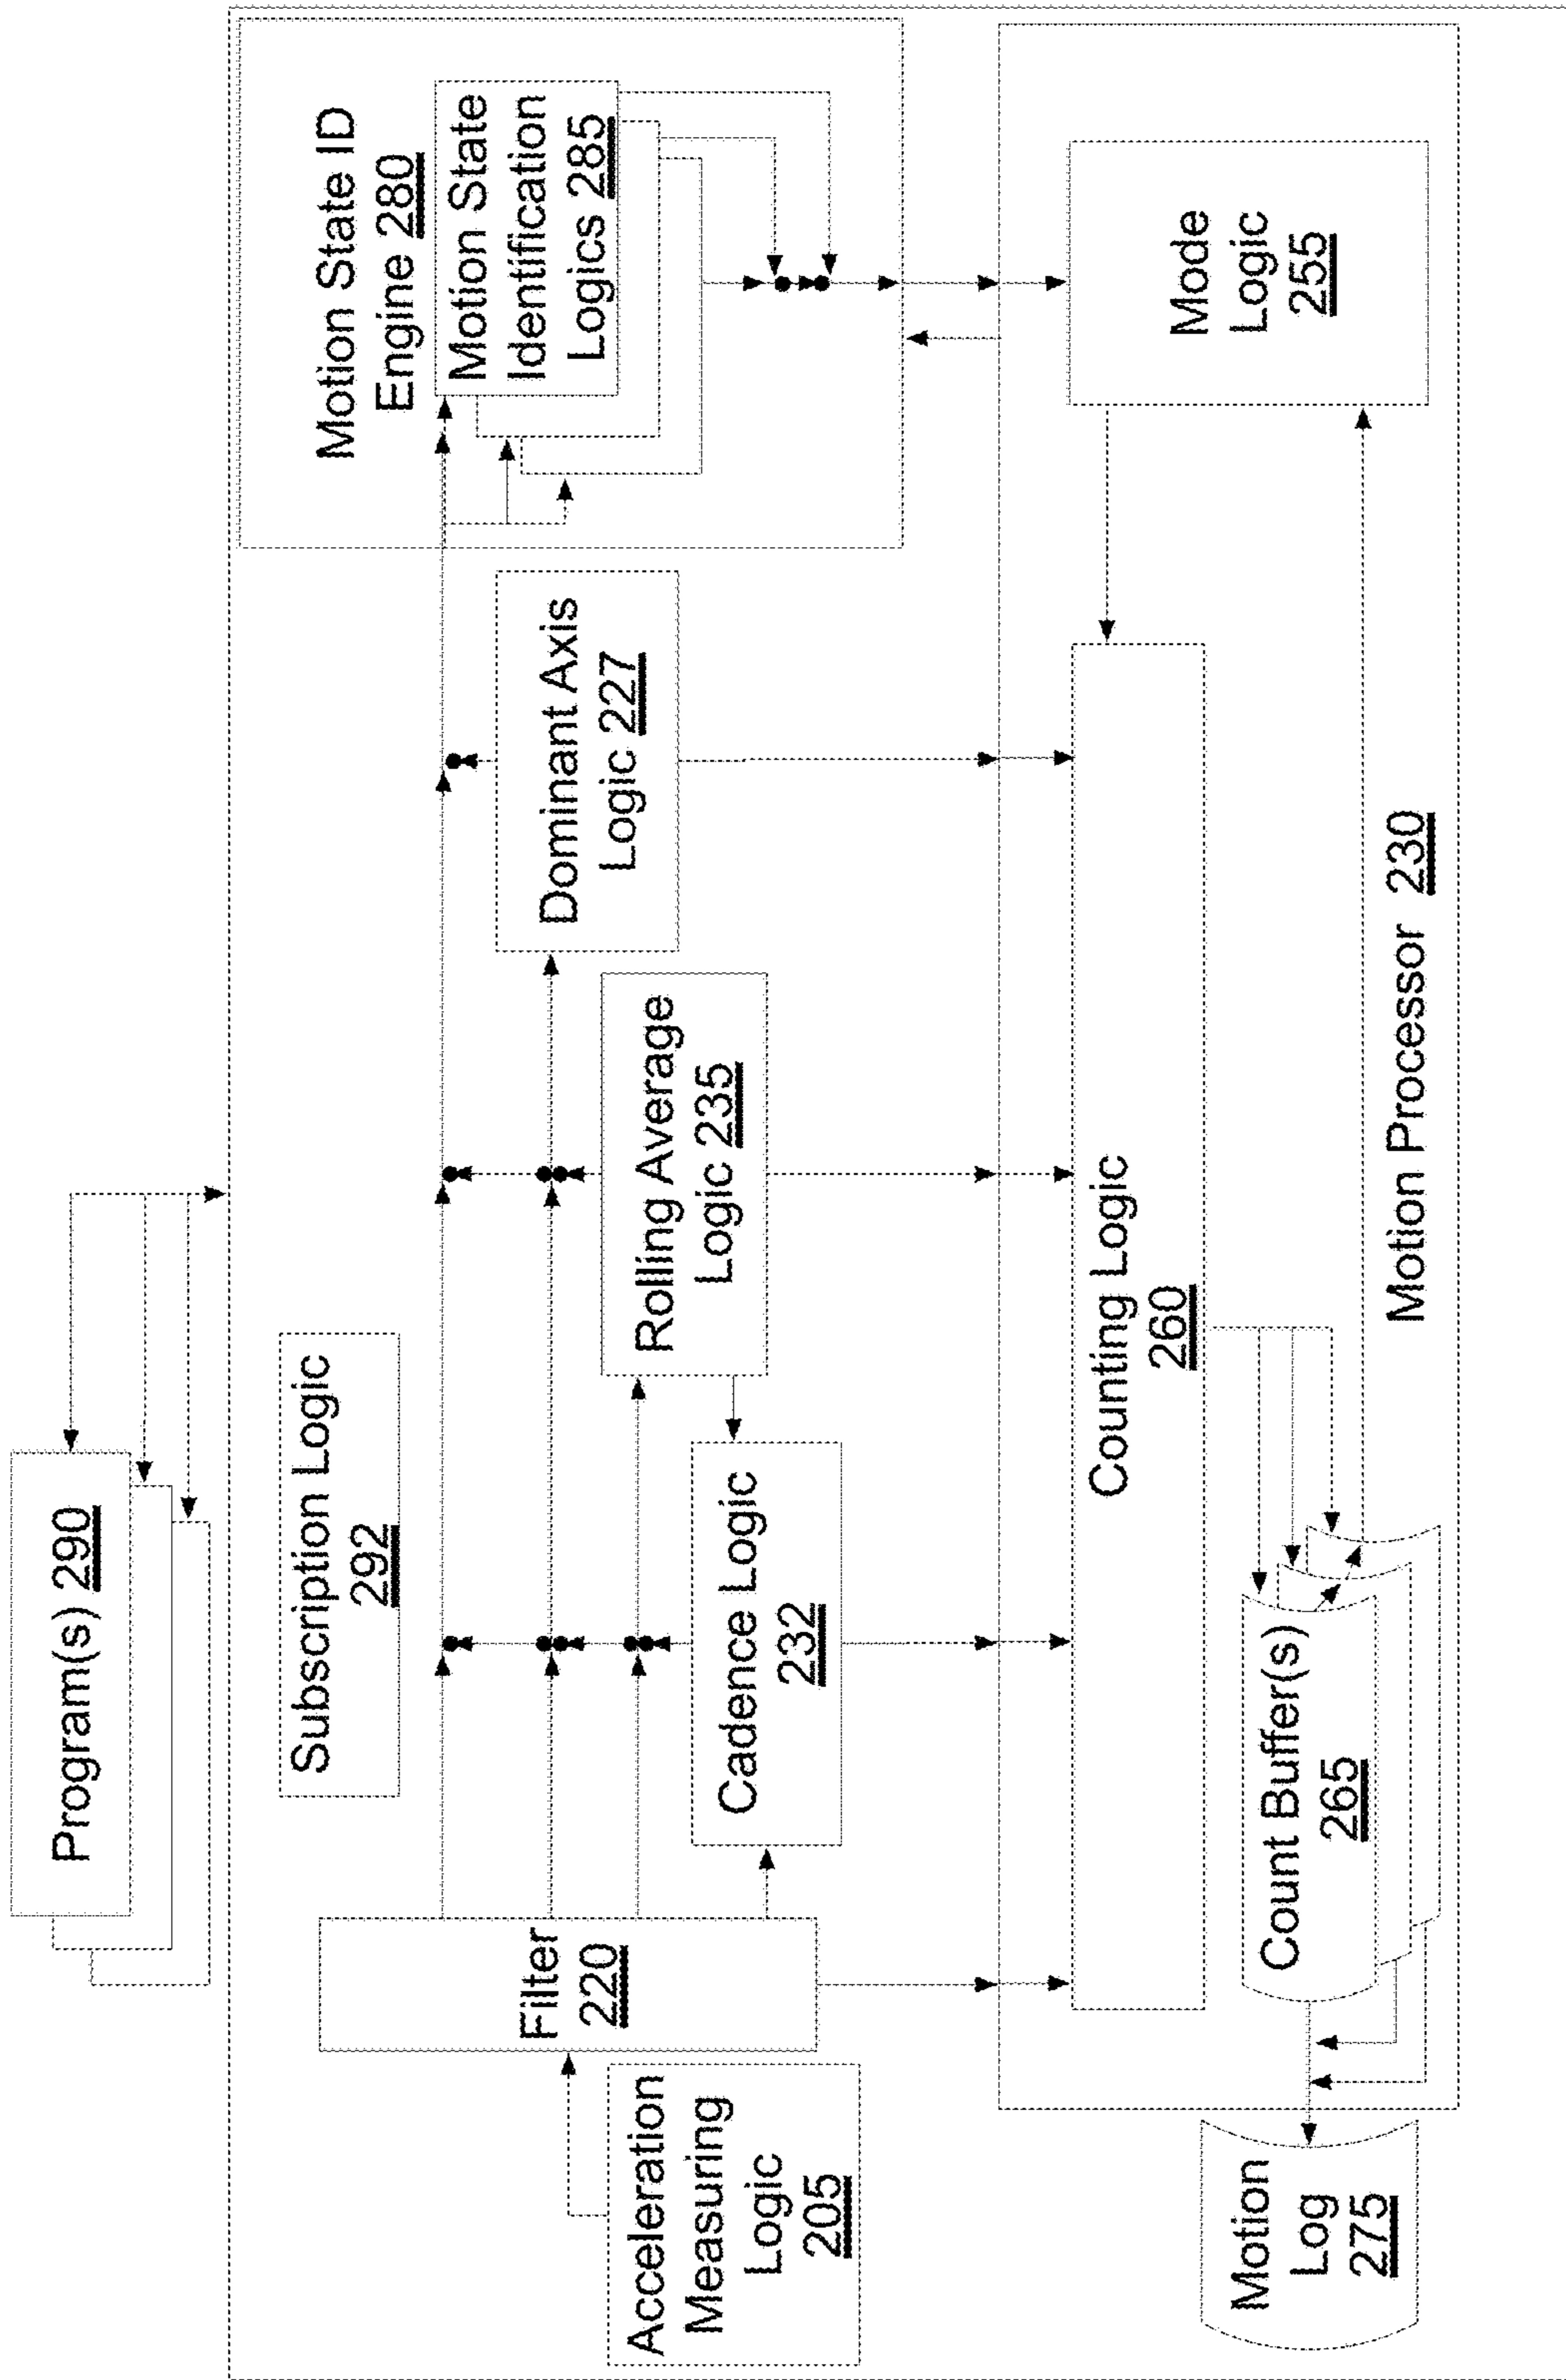 Program(s) 290
Subscription Logic
292
Motion State ID
Engine 280
Motion State
Identification
Logics 285
Filter
220
Dominant Axis
Logic 227
Rolling Average
Logic 235
Cadence Logic
232
Acceleration
Measuring
Logic
205
Counting Logic
260
Mode
Logic
255
Count Buffer(s)
265
Motion
Log
275
Motion Processor 230